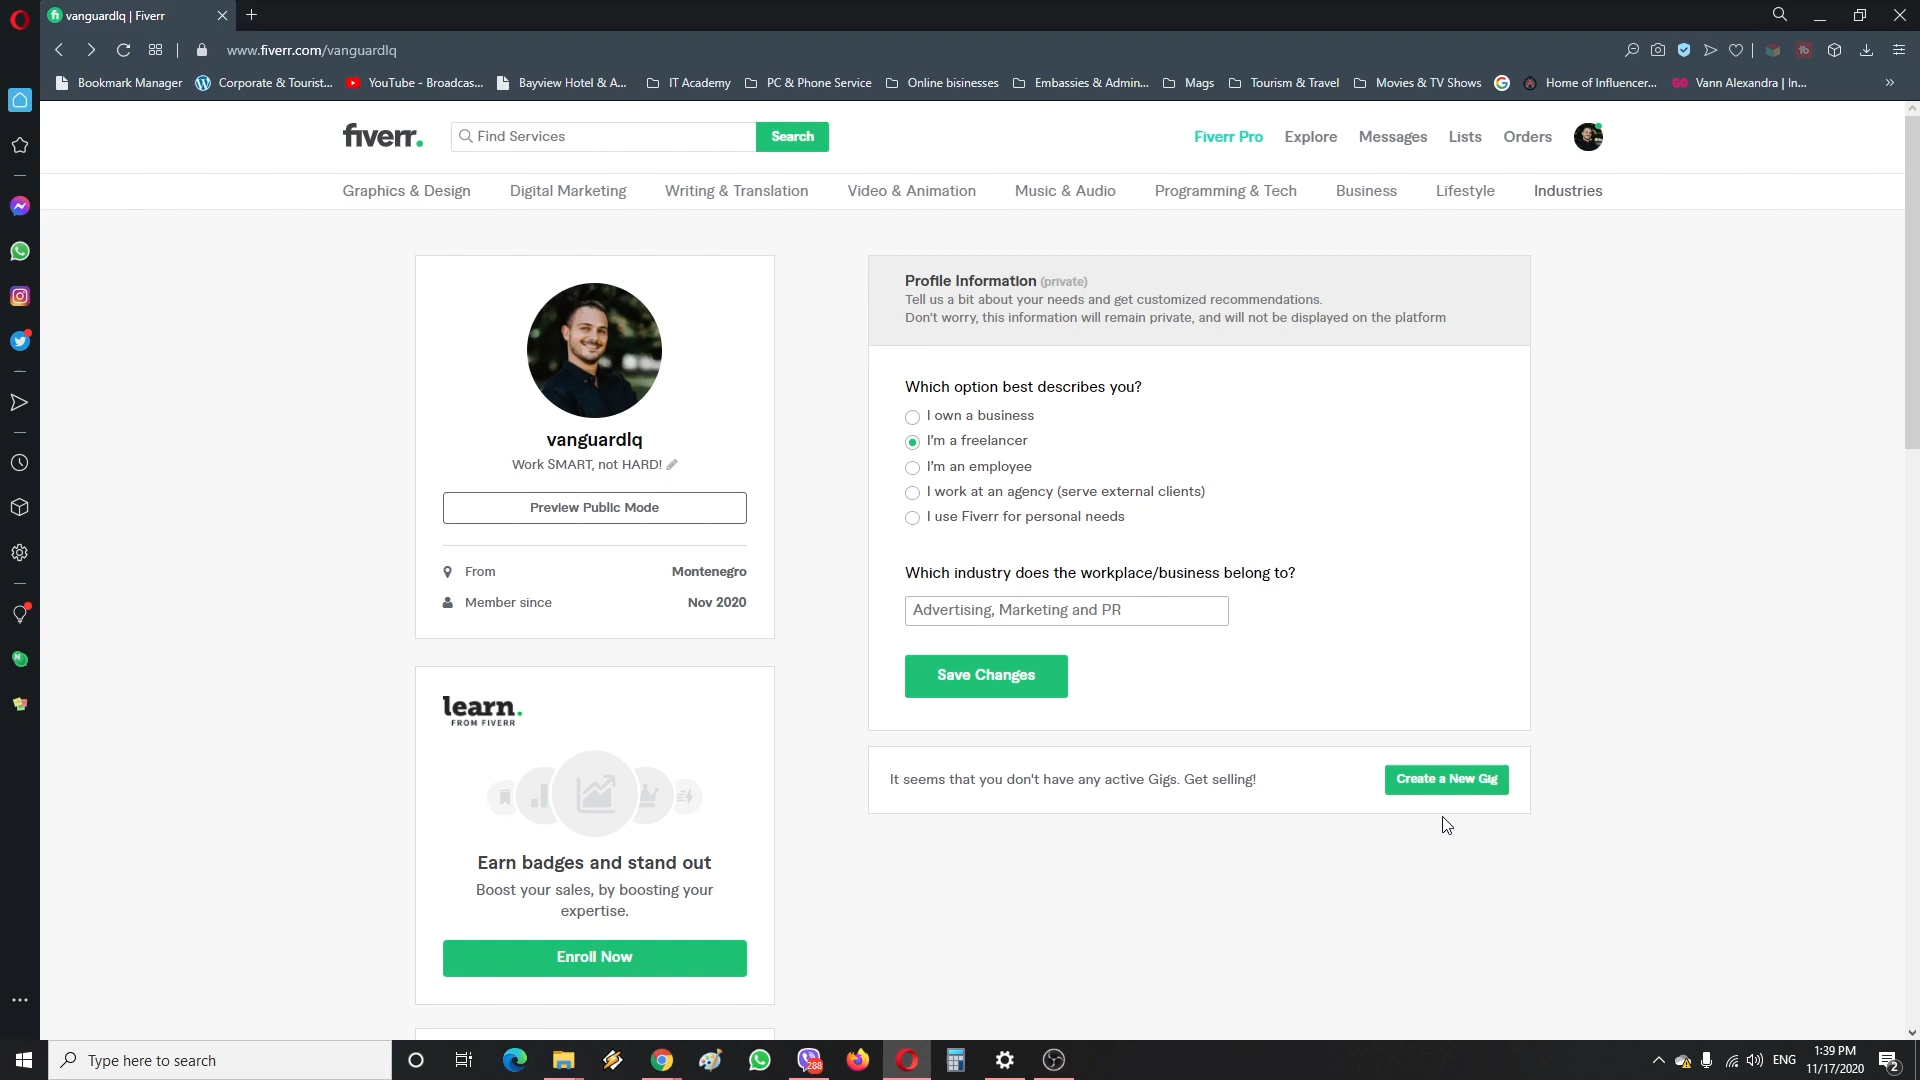 vanguardlq | Fiverr
www.fiverr.com/vanguardlq
Bookmark Manager
Corporate & Tourist...
YouTube - Broadcas...
Bayview Hotel & A...
IT Academy
PC & Phone Service
Online bisinesses
Embassies & Admin...
Mags
Tourism & Travel
Movies & TV Shows
Home of Influencer...
Vann Alexandra | In...
fiverr.
Find Services
Search
Fiverr Pro
Explore
Messages
Lists
Orders
Graphics & Design
Digital Marketing
Writing & Translation
Video & Animation
Music & Audio
Programming & Tech
Business
Lifestyle
Industries
vanguardlq
Work SMART, not HARD!
Preview Public Mode
From Montenegro
Member since Nov 2020
learn.
FROM FIVERR
Earn badges and stand out
Boost your sales, by boosting your
expertise.
Enroll Now
Profile Information (private)
Tell us a bit about your needs and get customized recommendations.
Don't worry, this information will remain private, and will not be displayed on the platform
Which option best describes you?
I own a business
I'm a freelancer
I'm an employee
I work at an agency (serve external clients)
I use Fiverr for personal needs
Which industry does the workplace/business belong to?
Advertising, Marketing and PR
Save Changes
It seems that you don't have any active Gigs. Get selling!
Create a New Gig
Type here to search
288
ENG
1:39 PM
11/17/2020
2